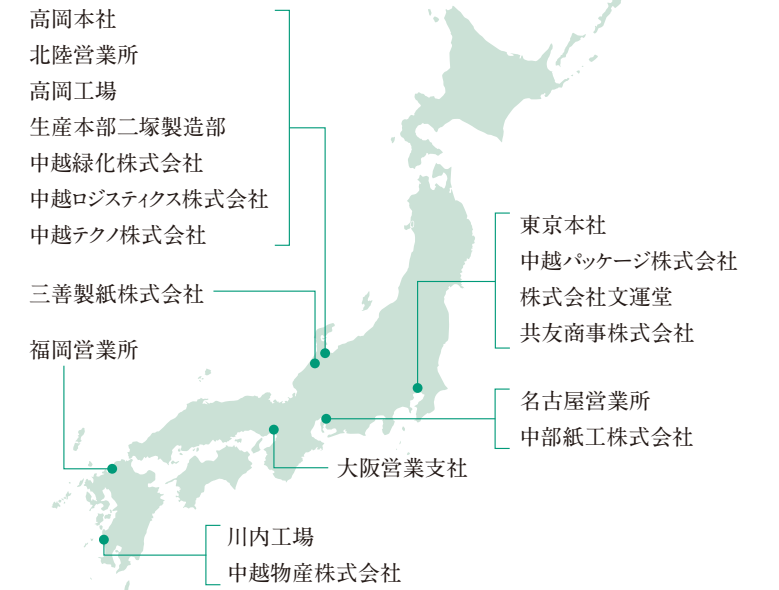 高岡本社
北陸営業所
高岡工場
生産本部二塚製造部
中越緑化株式会社
中越ロジスティクス株式会社
中越テクノ株式会社
三善製紙株式会社
福岡営業所
東京本社
中越パッケージ株式会社
株式会社文運堂
共友商事株式会社
名古屋営業所
中部紙工株式会社
大阪営業支社
川内工場
中越物産株式会社